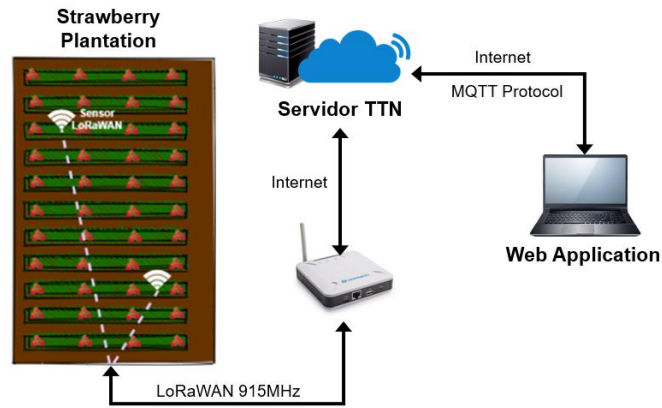 Strawberry
Plantation
Sensor
LoRaWAN
Servidor TTN
Internet
MQTT Protocol
Internet
Web Application
LoRaWAN 915MHz